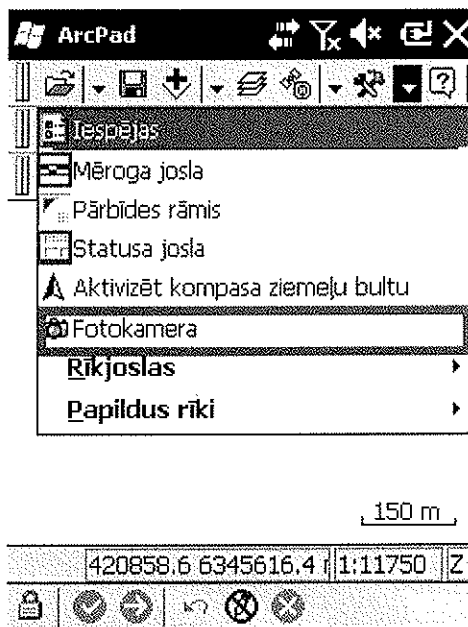 ArcPad
Iespējas
Mēroga josla
Pārbīdes rāmis
Statusa josla
Aktivizēt kompasa ziemeļu bultu
Fotokamera
Rīkjoslas
Papildus rīki
150 m
420858.6 6345616.4 r 1:11750 Z